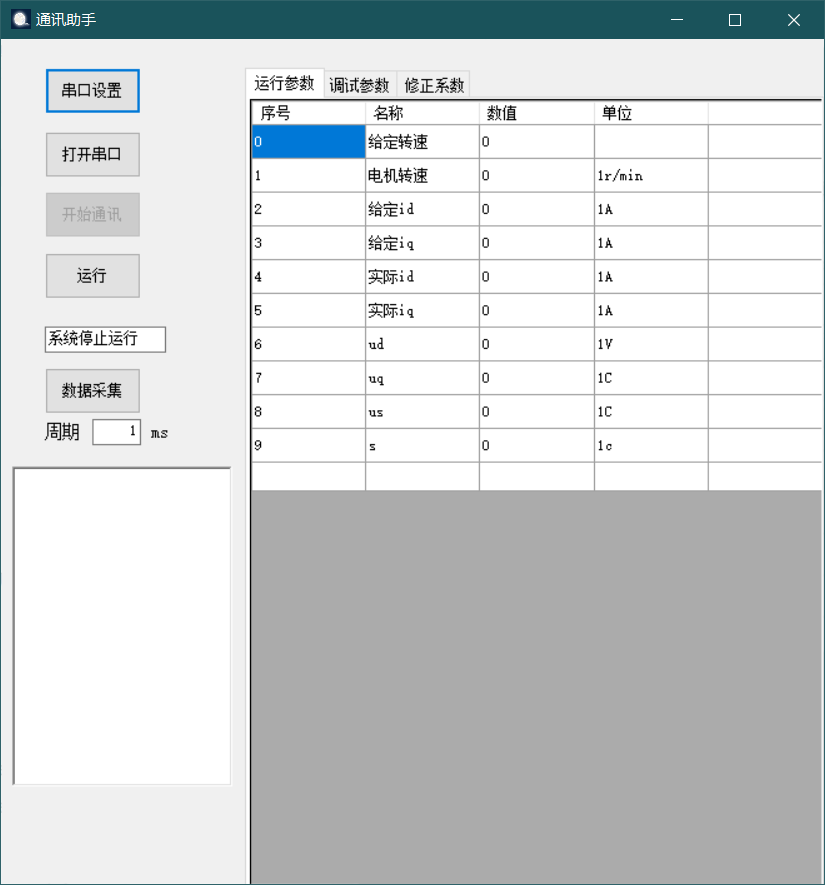 通讯助手
串口设置
打开串口
开始通讯
运行
系统停止运行
数据采集
周期 1 ms
运行参数 调试参数 修正系数
序号 名称 数值 单位
0 给定转速 0
1 电机转速 0 1r/min
2 给定id 0 1A
3 给定iq 0 1A
4 实际id 0 1A
5 实际iq 0 1A
6 ud 0 1V
7 uq 0 1C
8 us 0 1C
9 s 0 1c